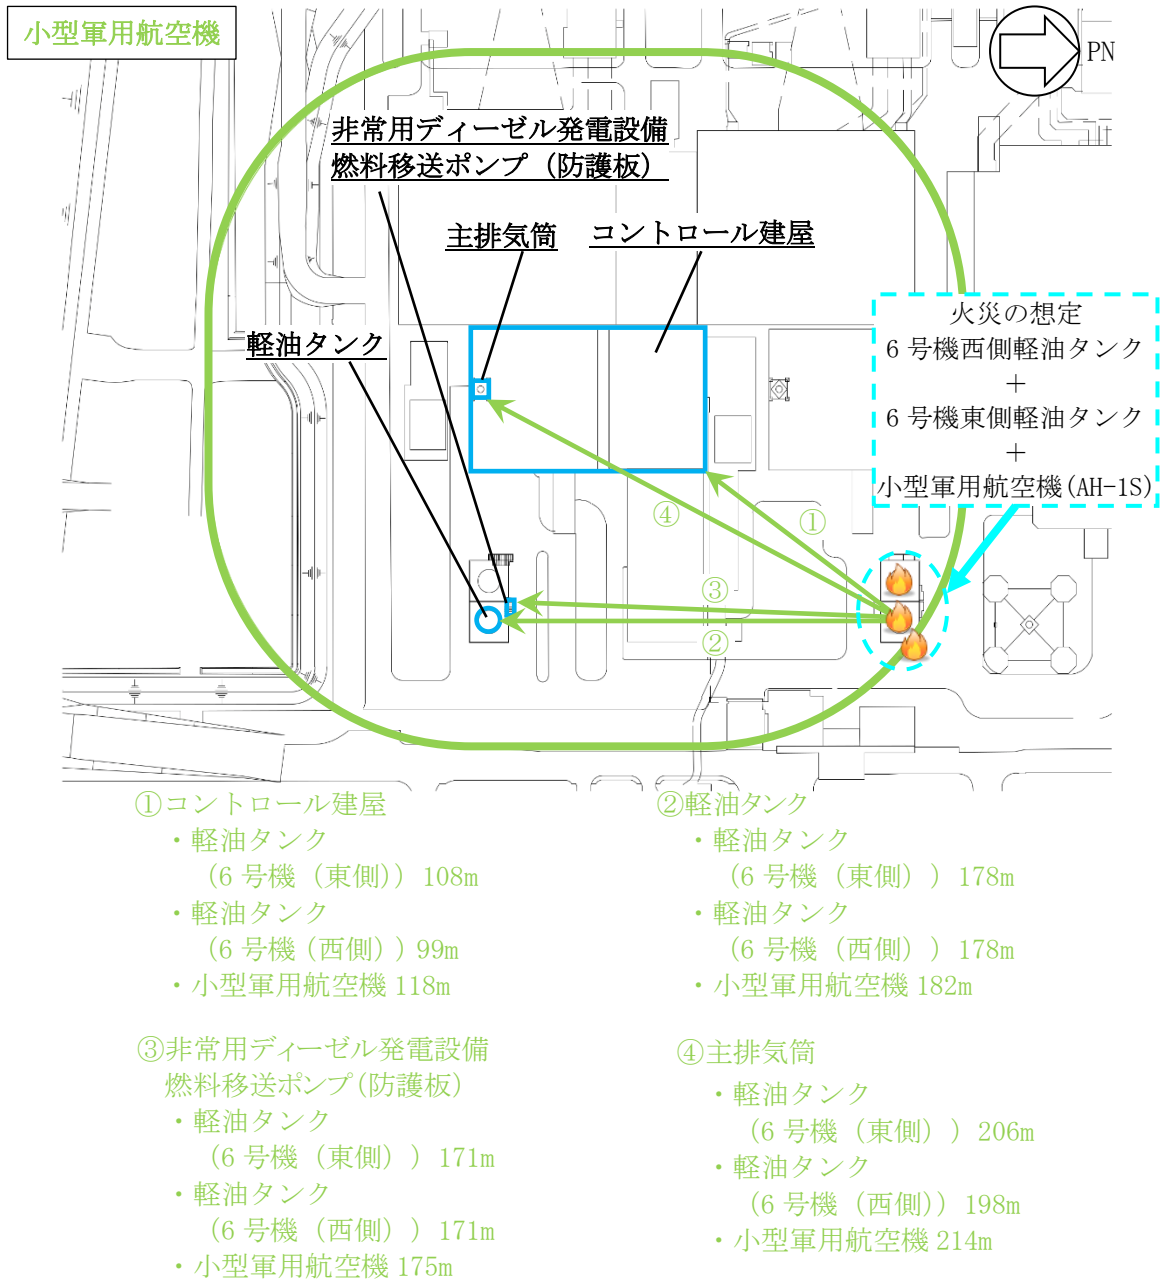 小型軍用航空機
PN
非常用ディーゼル発電設備
燃料移送ポンプ（防護板）
主排気筒
コントロール建屋
軽油タンク
火災の想定
6号機西側軽油タンク
+
6号機東側軽油タンク
+
小型軍用航空機(AH-1S)
④
①
③
②
①コントロール建屋
・軽油タンク
（6号機（東側））108m
・軽油タンク
（6号機（西側））99m
・小型軍用航空機 118m
②軽油タンク
・軽油タンク
（6号機（東側））178m
・軽油タンク
（6号機（西側））178m
・小型軍用航空機 182m
③非常用ディーゼル発電設備
燃料移送ポンプ(防護板)
・軽油タンク
（6号機（東側））171m
・軽油タンク
（6号機（西側））171m
・小型軍用航空機 175m
④主排気筒
・軽油タンク
（6号機（東側））206m
・軽油タンク
（6号機（西側））198m
・小型軍用航空機 214m